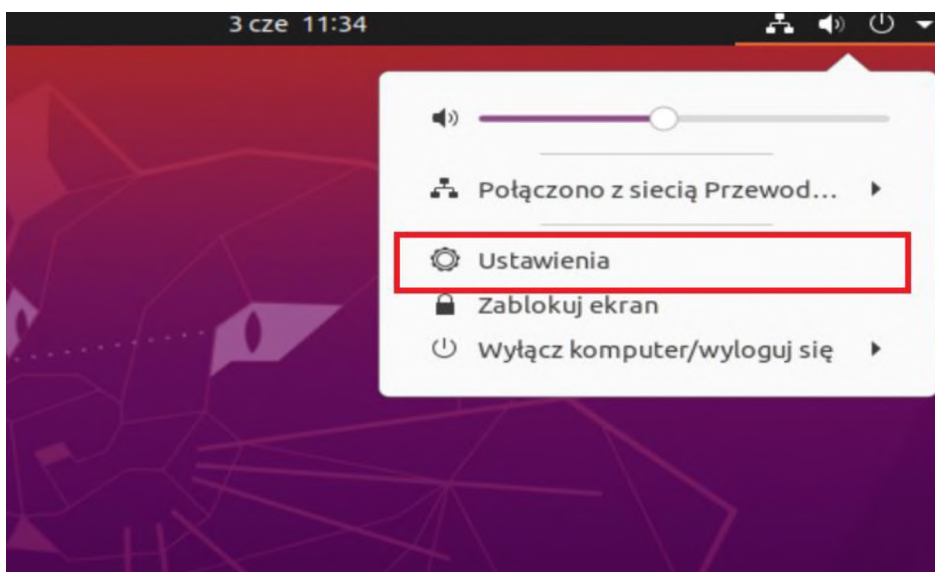 3 cze 11:34
Połączono z siecią Przewod...
Ustawienia
Zablokuj ekran
Wyłącz komputer/wyloguj się